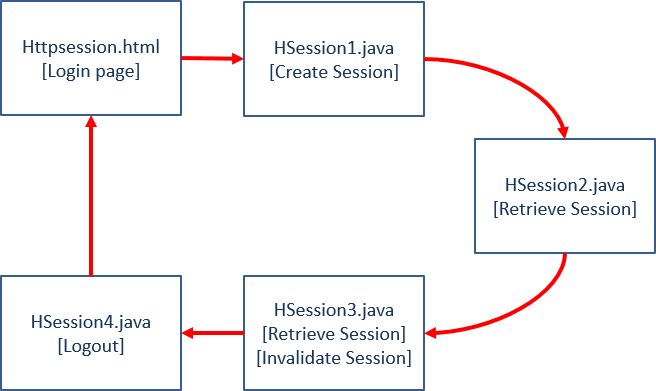 Httpsession.html
[Login page]
HSession1.java
[Create Session]
HSession2.java
[Retrieve Session]
HSession3.java
[Retrieve Session]
[Invalidate Session]
HSession4.java
[Logout]